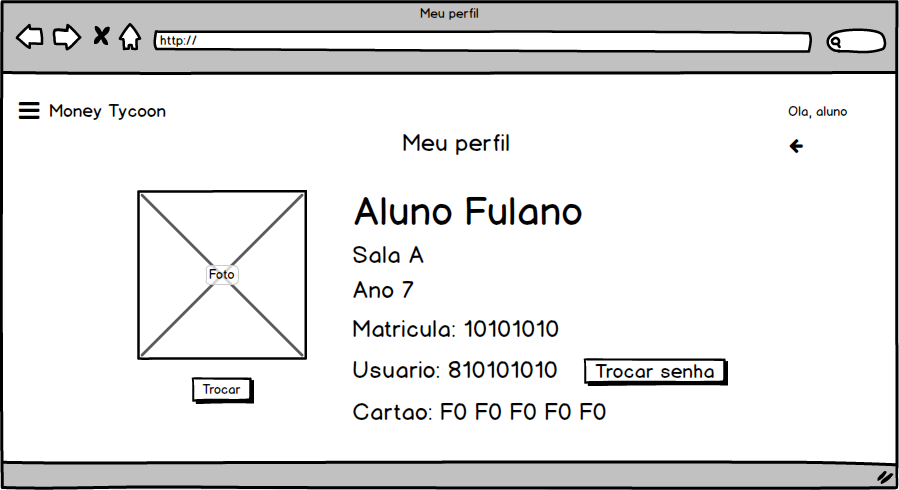 Meu perfil
http://
Money Tycoon
Ola, aluno
Meu perfil
Aluno Fulano
Sala A
Foto
Ano 7
Matricula: 10101010
Usuario: 810101010
Trocar senha
Trocar
Cartao: F0 F0 F0 F0 F0